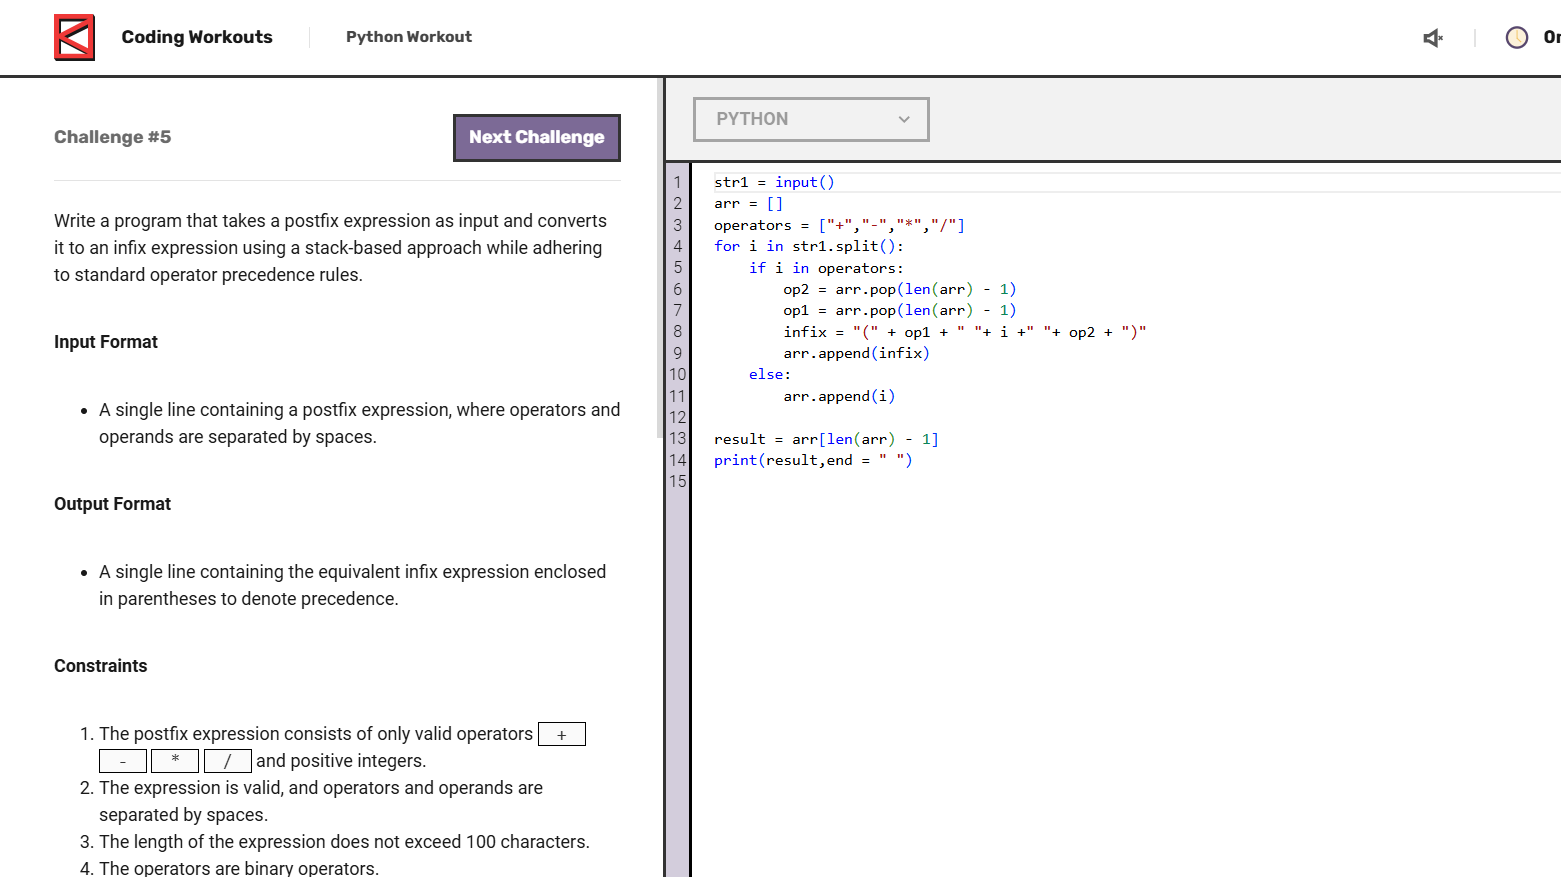 Coding Workouts
Python Workout
Challenge #5
Next Challenge
Write a program that takes a postfix expression as input and converts
it to an infix expression using a stack-based approach while adhering
to standard operator precedence rules.
Input Format
• A single line containing a postfix expression, where operators and
operands are separated by spaces.
Output Format
• A single line containing the equivalent infix expression enclosed
in parentheses to denote precedence.
Constraints
1. The postfix expression consists of only valid operators +
- * / and positive integers.
2. The expression is valid, and operators and operands are
separated by spaces.
3. The length of the expression does not exceed 100 characters.
4. The operators are binary operators.
PYTHON
1 str1 = input()
2 arr = []
3 operators = ["+","-","*","/"]
4 for i in str1.split():
5     if i in operators:
6         op2 = arr.pop(len(arr) - 1)
7         op1 = arr.pop(len(arr) - 1)
8         infix = "(" + op1 + " "+ i +" "+ op2 + ")"
9         arr.append(infix)
10     else:
11         arr.append(i)
12
13 result = arr[len(arr) - 1]
14 print(result,end = " ")
15